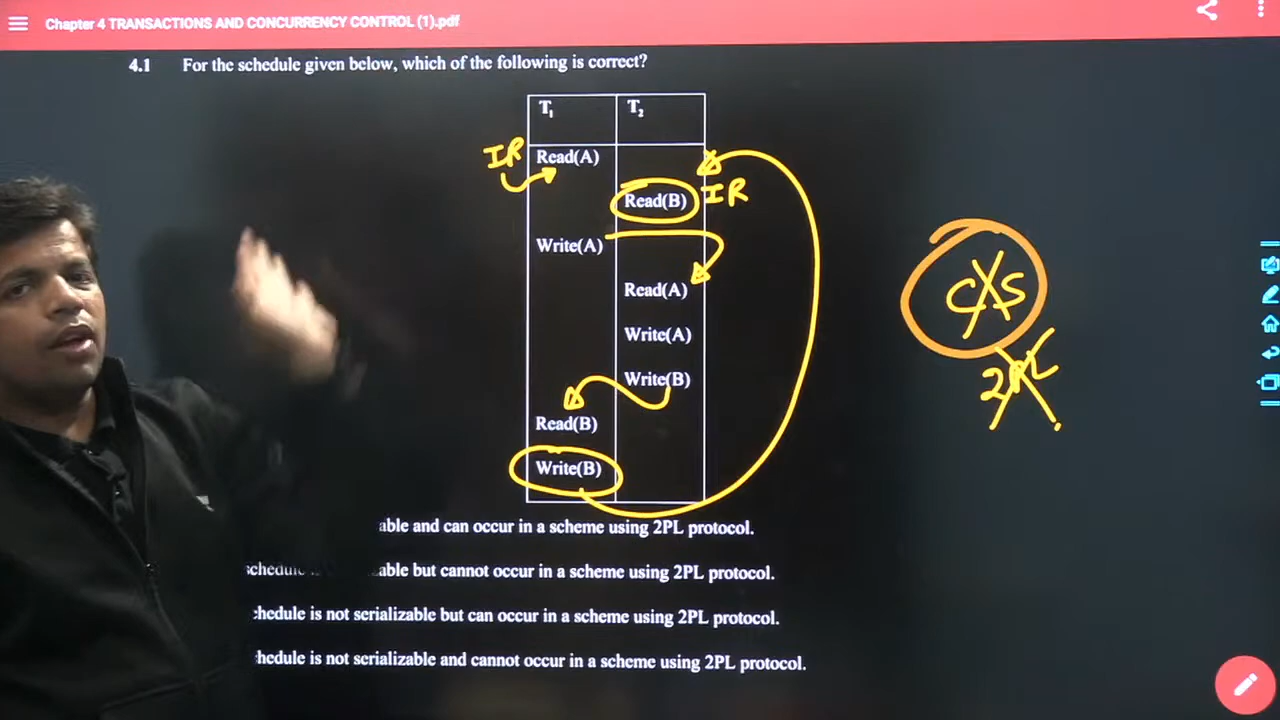 Chapter 4 TRANSACTIONS AND CONCURRENCY CONTROL (1).pdf
4.1 For the schedule given below, which of the following is correct?
T1 T2
IR Read(A)
Read(B) IR
Write(A)
Read(A)
Write(A)
Write(B)
Read(B)
Write(B)
CS
2PL
able and can occur in a scheme using 2PL protocol.
able but cannot occur in a scheme using 2PL protocol.
hedule is not serializable but can occur in a scheme using 2PL protocol.
hedule is not serializable and cannot occur in a scheme using 2PL protocol.